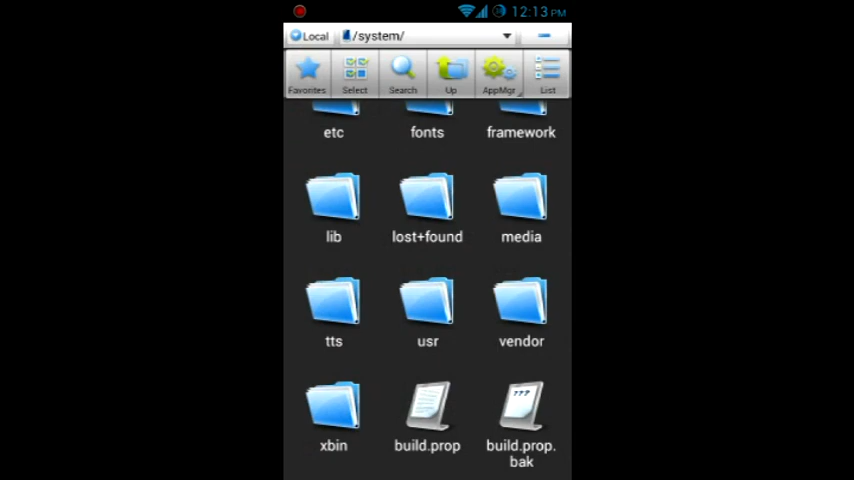 12:13 PM
Local /system/
Favorites Select Search Up AppMgr List
etc fonts framework
lib lost+found media
tts usr vendor
???
xbin build.prop build.prop.
bak